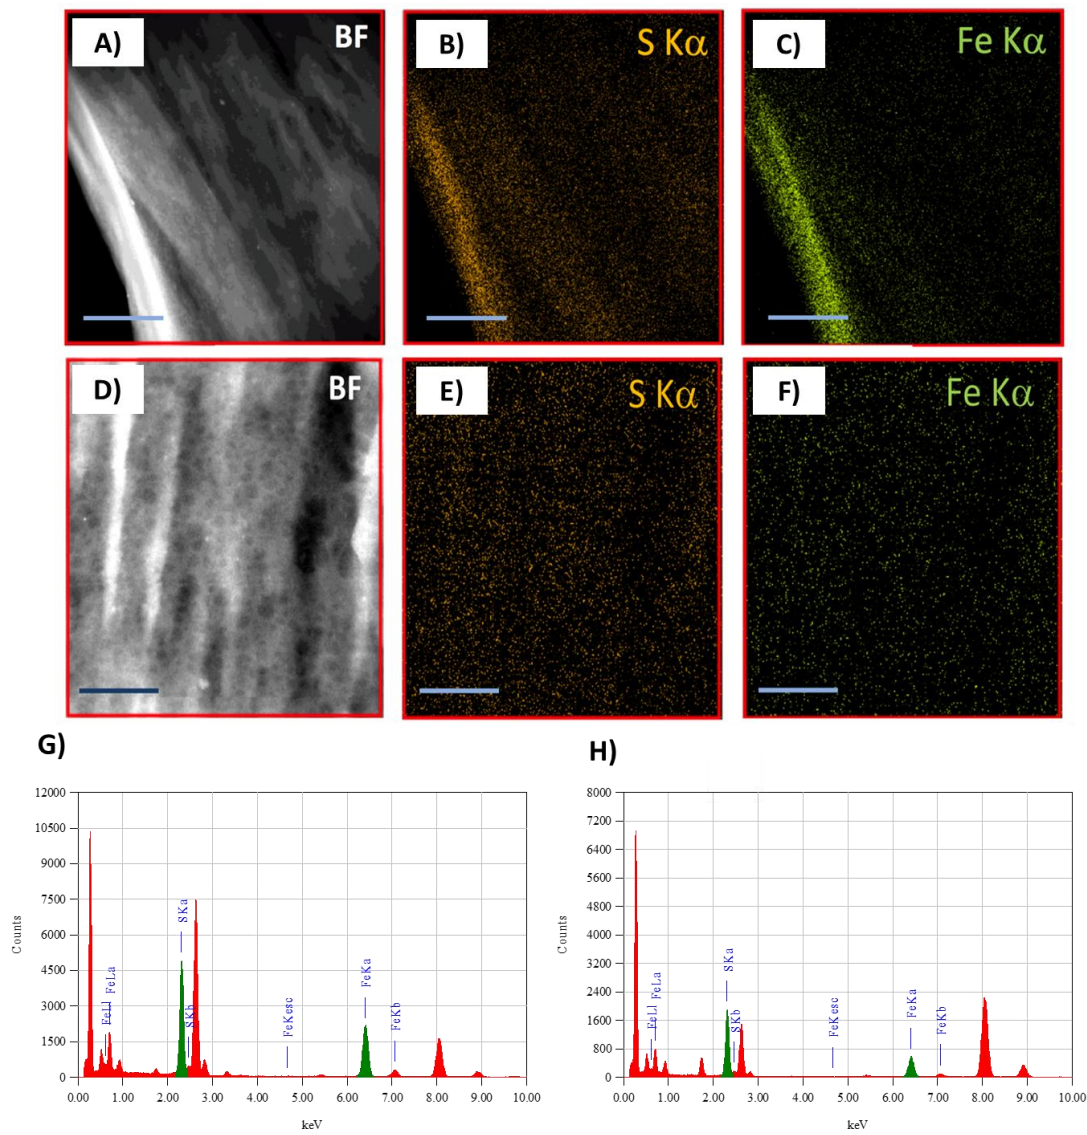 A) BF
B) S Kα
C) Fe Kα
D) BF
E) S Kα
F) Fe Kα
G)
12000
10500
9000
7500
6000
4500
3000
1500
0
Counts
FeLl
FeLa
SKa
SKb
FeKesc
FeKa
FeKb
0.00 1.00 2.00 3.00 4.00 5.00 6.00 7.00 8.00 9.00 10.00
keV
H)
8000
7200
6400
5600
4800
4000
3200
2400
1600
800
0
Counts
FeLl
FeLa
SKa
SKb
FeKesc
FeKa
FeKb
0.00 1.00 2.00 3.00 4.00 5.00 6.00 7.00 8.00 9.00 10.00
keV